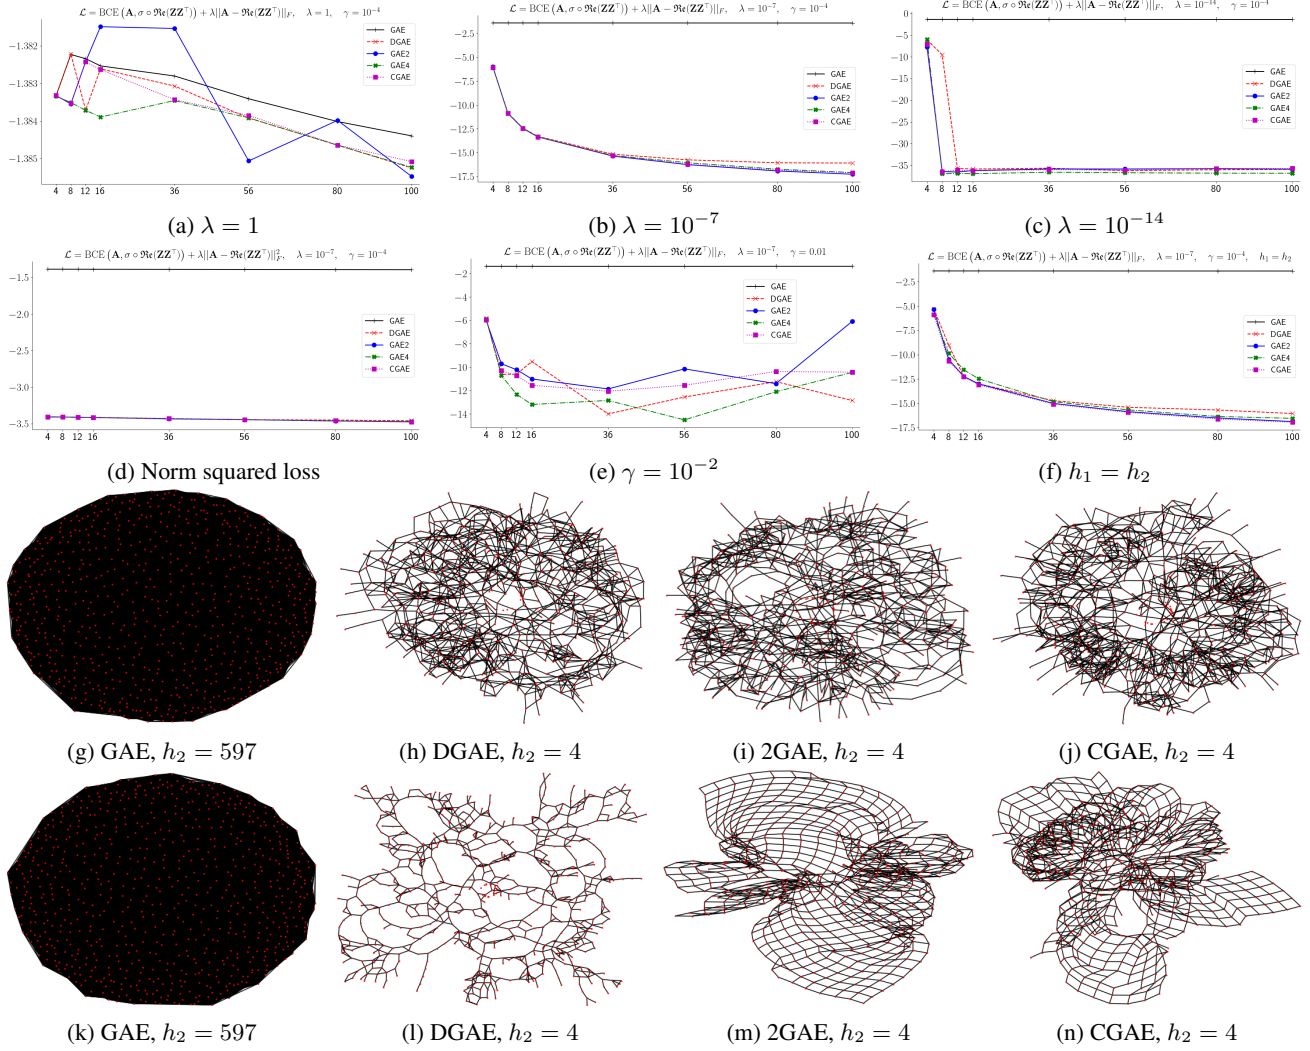 ℒ = BCE (A, σ ∘ ℜe(ZZ⊤)) + λ||A − ℜe(ZZ⊤)||_F, λ = 1, γ = 10⁻⁴
−1.382
−1.383
−1.384
−1.385
GAE
DGAE
GAE2
GAE4
CGAE
4 8 12 16 36 56 80 100
(a) λ = 1
ℒ = BCE (A, σ ∘ ℜe(ZZ⊤)) + λ||A − ℜe(ZZ⊤)||_F, λ = 10⁻⁷, γ = 10⁻⁴
−2.5
−5.0
−7.5
−10.0
−12.5
−15.0
−17.5
GAE
DGAE
GAE2
GAE4
CGAE
4 8 12 16 36 56 80 100
(b) λ = 10⁻⁷
ℒ = BCE (A, σ ∘ ℜe(ZZ⊤)) + λ||A − ℜe(ZZ⊤)||_F, λ = 10⁻¹⁴, γ = 10⁻⁴
0
−5
−10
−15
−20
−25
−30
−35
GAE
DGAE
GAE2
GAE4
CGAE
4 8 12 16 36 56 80 100
(c) λ = 10⁻¹⁴
ℒ = BCE (A, σ ∘ ℜe(ZZ⊤)) + λ||A − ℜe(ZZ⊤)||²_F, λ = 10⁻⁷, γ = 10⁻⁴
−1.5
−2.0
−2.5
−3.0
−3.5
GAE
DGAE
GAE2
GAE4
CGAE
4 8 12 16 36 56 80 100
(d) Norm squared loss
ℒ = BCE (A, σ ∘ ℜe(ZZ⊤)) + λ||A − ℜe(ZZ⊤)||_F, λ = 10⁻⁷, γ = 0.01
−2
−4
−6
−8
−10
−12
−14
GAE
DGAE
GAE2
GAE4
CGAE
4 8 12 16 36 56 80 100
(e) γ = 10⁻²
ℒ = BCE (A, σ ∘ ℜe(ZZ⊤)) + λ||A − ℜe(ZZ⊤)||_F, λ = 10⁻⁷, γ = 10⁻⁴, h₁ = h₂
−2.5
−5.0
−7.5
−10.0
−12.5
−15.0
−17.5
GAE
DGAE
GAE2
GAE4
CGAE
4 8 12 16 36 56 80 100
(f) h₁ = h₂
(g) GAE, h₂ = 597
(h) DGAE, h₂ = 4
(i) 2GAE, h₂ = 4
(j) CGAE, h₂ = 4
(k) GAE, h₂ = 597
(l) DGAE, h₂ = 4
(m) 2GAE, h₂ = 4
(n) CGAE, h₂ = 4